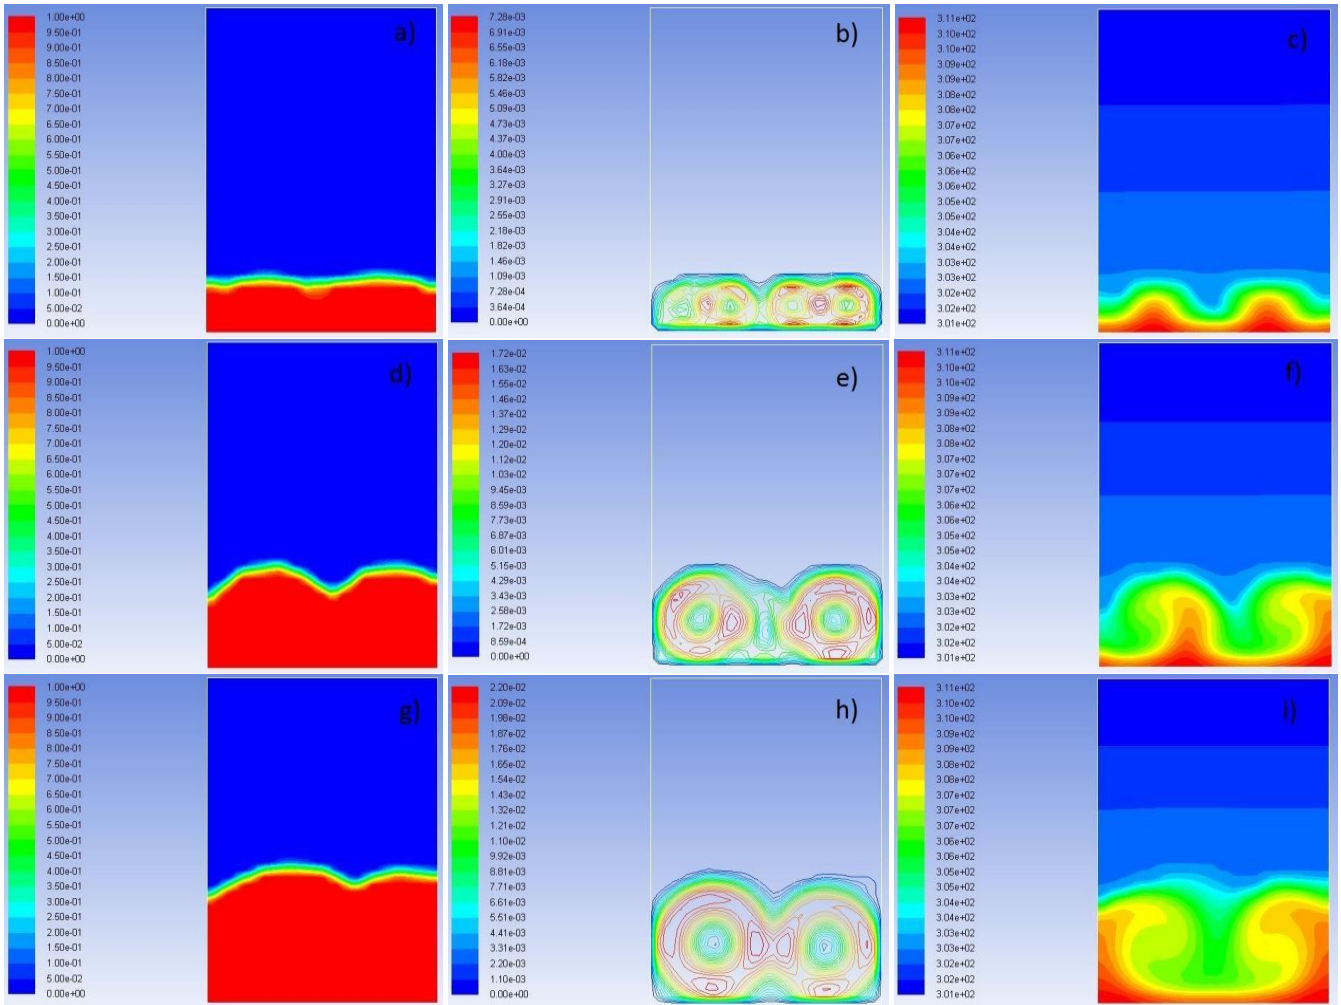 1.00e+00
9.50e-01
9.00e-01
8.50e-01
8.00e-01
7.50e-01
7.00e-01
6.50e-01
6.00e-01
5.50e-01
5.00e-01
4.50e-01
4.00e-01
3.50e-01
3.00e-01
2.50e-01
2.00e-01
1.50e-01
1.00e-01
5.00e-02
0.00e+00
a)
7.28e-03
6.91e-03
6.55e-03
6.18e-03
5.82e-03
5.46e-03
5.09e-03
4.73e-03
4.37e-03
4.00e-03
3.64e-03
3.27e-03
2.91e-03
2.55e-03
2.18e-03
1.82e-03
1.46e-03
1.09e-03
7.28e-04
3.64e-04
0.00e+00
b)
3.11e+02
3.10e+02
3.10e+02
3.09e+02
3.09e+02
3.08e+02
3.08e+02
3.07e+02
3.07e+02
3.06e+02
3.06e+02
3.05e+02
3.05e+02
3.04e+02
3.04e+02
3.03e+02
3.03e+02
3.02e+02
3.02e+02
3.01e+02
c)
1.00e+00
9.50e-01
9.00e-01
8.50e-01
8.00e-01
7.50e-01
7.00e-01
6.50e-01
6.00e-01
5.50e-01
5.00e-01
4.50e-01
4.00e-01
3.50e-01
3.00e-01
2.50e-01
2.00e-01
1.50e-01
1.00e-01
5.00e-02
0.00e+00
d)
1.72e-02
1.63e-02
1.55e-02
1.46e-02
1.37e-02
1.29e-02
1.20e-02
1.12e-02
1.03e-02
9.45e-03
8.59e-03
7.73e-03
6.87e-03
6.01e-03
5.15e-03
4.29e-03
3.43e-03
2.58e-03
1.72e-03
8.59e-04
0.00e+00
e)
3.11e+02
3.10e+02
3.10e+02
3.09e+02
3.09e+02
3.08e+02
3.08e+02
3.07e+02
3.07e+02
3.07e+02
3.06e+02
3.06e+02
3.05e+02
3.05e+02
3.04e+02
3.04e+02
3.03e+02
3.03e+02
3.02e+02
3.02e+02
3.01e+02
f)
1.00e+00
9.50e-01
9.00e-01
8.50e-01
8.00e-01
7.50e-01
7.00e-01
6.50e-01
6.00e-01
5.50e-01
5.00e-01
4.50e-01
4.00e-01
3.50e-01
3.00e-01
2.50e-01
2.00e-01
1.50e-01
1.00e-01
5.00e-02
0.00e+00
g)
2.20e-02
2.09e-02
1.98e-02
1.87e-02
1.76e-02
1.65e-02
1.54e-02
1.43e-02
1.32e-02
1.21e-02
1.10e-02
9.92e-03
8.81e-03
7.71e-03
6.61e-03
5.51e-03
4.41e-03
3.31e-03
2.20e-03
1.10e-03
0.00e+00
h)
3.11e+02
3.10e+02
3.10e+02
3.09e+02
3.09e+02
3.08e+02
3.08e+02
3.07e+02
3.07e+02
3.06e+02
3.06e+02
3.05e+02
3.05e+02
3.04e+02
3.04e+02
3.03e+02
3.03e+02
3.02e+02
3.02e+02
3.01e+02
i)